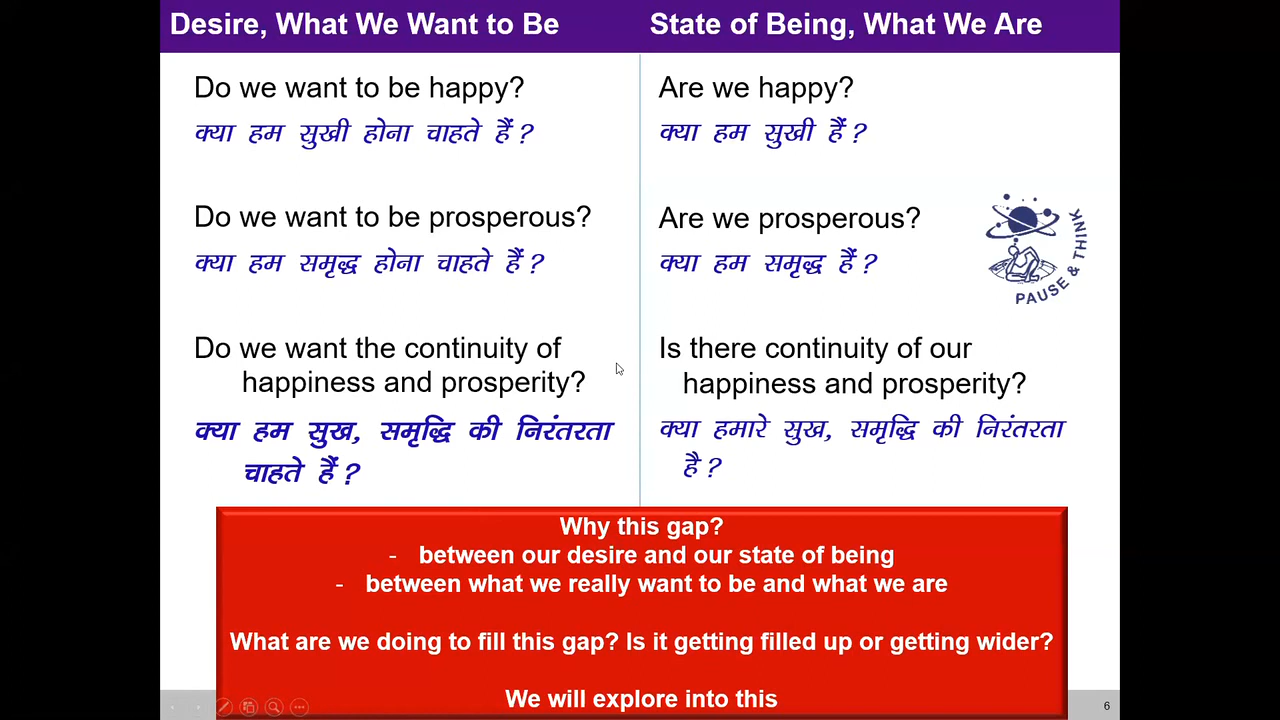 Desire, What We Want to Be
State of Being, What We Are
Do we want to be happy?
क्या हम सुखी होना चाहते हैं ?
Do we want to be prosperous?
क्या हम समृद्ध होना चाहते हैं ?
Do we want the continuity of
happiness and prosperity?
क्या हम सुख, समृद्धि की निरंतरता
चाहते हैं ?
Are we happy?
क्या हम सुखी हैं ?
Are we prosperous?
क्या हम समृद्ध हैं ?
PAUSE & THINK
Is there continuity of our
happiness and prosperity?
क्या हमारे सुख, समृद्धि की निरंतरता
है ?
Why this gap?
- between our desire and our state of being
- between what we really want to be and what we are
What are we doing to fill this gap? Is it getting filled up or getting wider?
We will explore into this
6